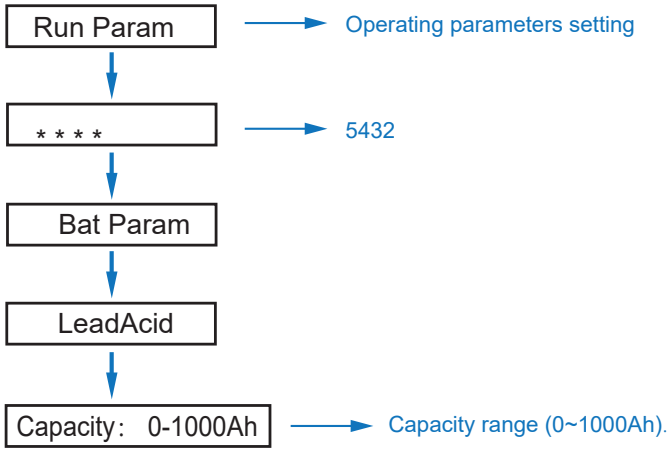 Run Param
Operating parameters setting
* * * *
5432
Bat Param
LeadAcid
Capacity： 0-1000Ah
Capacity range (0~1000Ah).